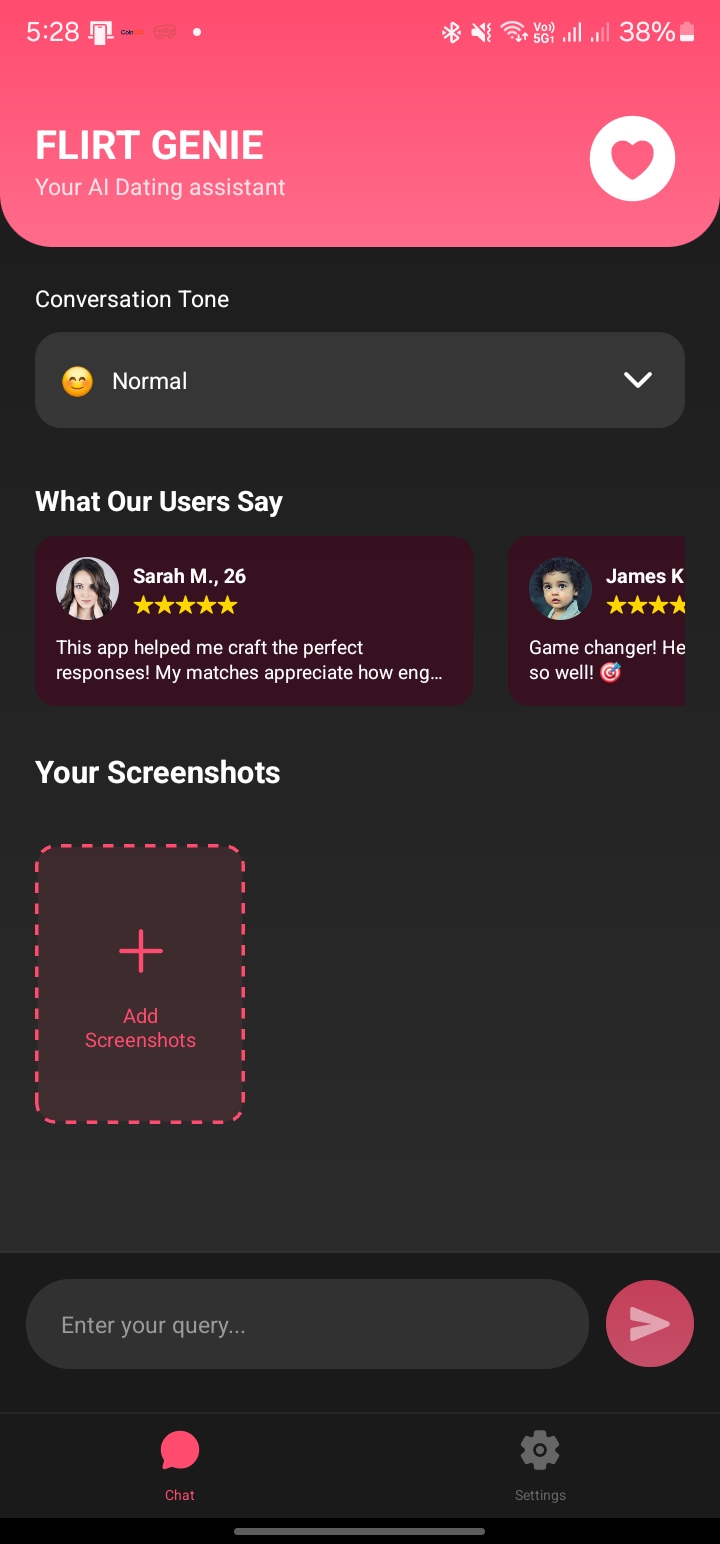 5:28
Vo))
5G1
38%
FLIRT GENIE
Your AI Dating assistant
Conversation Tone
Normal
What Our Users Say
Sarah M., 26
This app helped me craft the perfect
responses! My matches appreciate how eng...
James K
Game changer! He
so well!
Your Screenshots
Add
Screenshots
Enter your query...
Chat
Settings